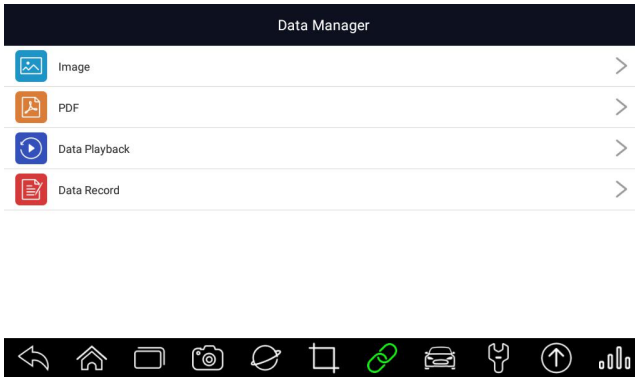 Data Manager
Image
PDF
Data Playback
Data Record